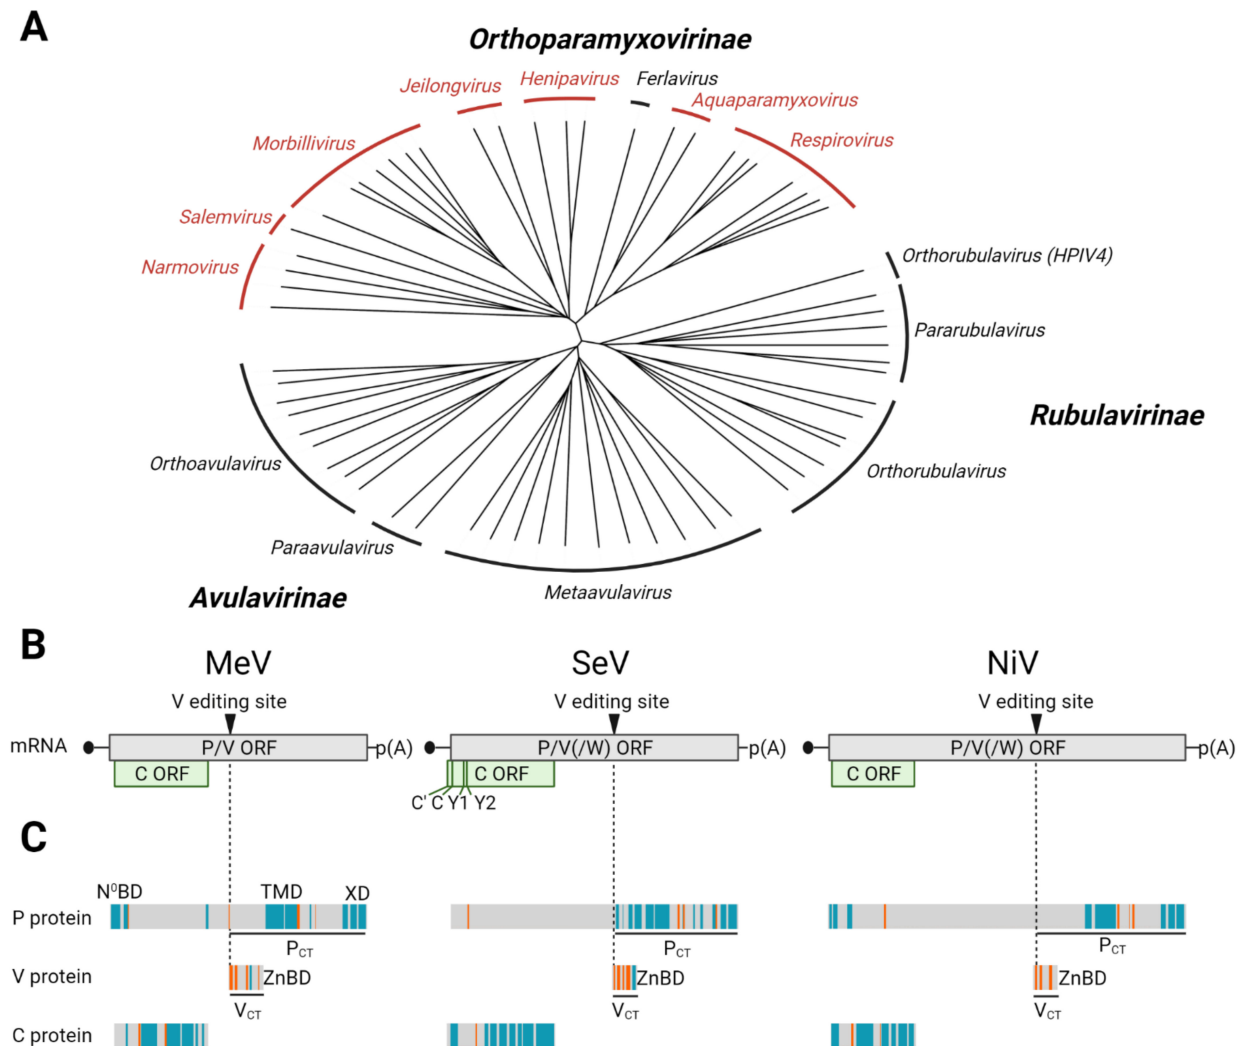 A
Orthoparamyxovirinae
Jeilongvirus Henipavirus Ferlavirus
Aquaparamyxovirus
Morbillivirus Respirovirus
Salemvirus
Narmovirus Orthorubulavirus (HPIV4)
Pararubulavirus
Rubulavirinae
Orthoavulavirus Orthorubulavirus
Paraavulavirus
Avulavirinae Metaavulavirus
B
MeV SeV NiV
V editing site V editing site V editing site
mRNA P/V ORF p(A) P/V(/W) ORF p(A) P/V(/W) ORF p(A)
C ORF C ORF C ORF
C' C Y1 Y2
C
N⁰BD TMD XD
P protein
PCT PCT PCT
V protein ZnBD ZnBD ZnBD
VCT VCT VCT
C protein